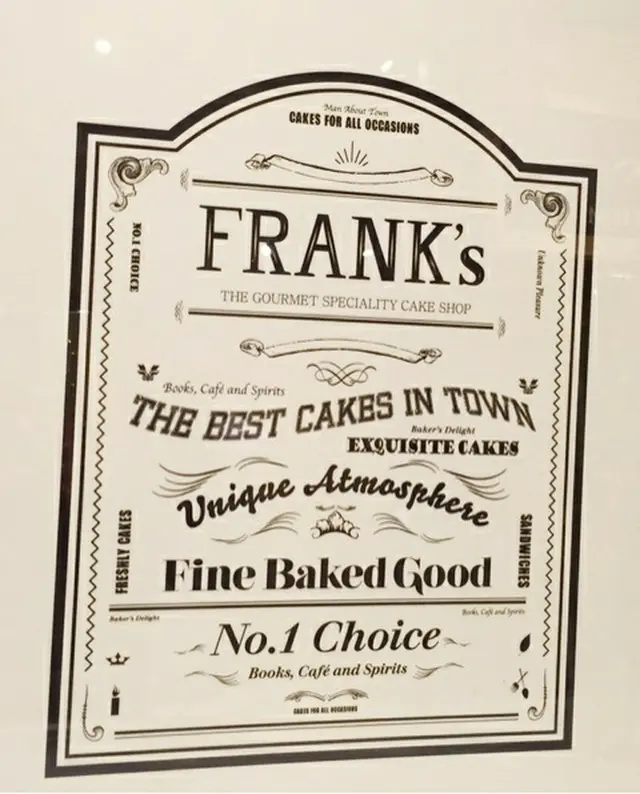 Man About Town
CAKES FOR ALL OCCASIONS
FRANK's
THE GOURMET SPECIALITY CAKE SHOP
NO.1 CHOICE
Unknown Pleasure
Books, Café and Spirits
THE BEST CAKES IN TOWN
Baker's Delight
EXQUISITE CAKES
Unique Atmosphere
FRESHLY CAKES
SANDWICHES
Fine Baked Good
Baker's Delight
Books, Café and Spirits
No.1 Choice
Books, Café and Spirits
CAKES FOR ALL OCCASIONS